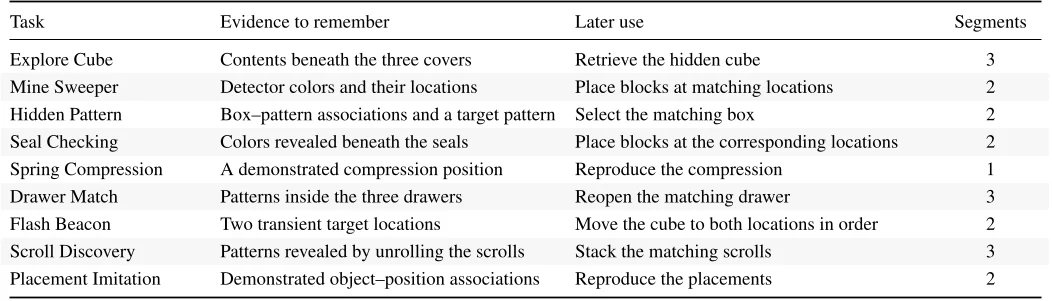 Task Evidence to remember Later use Segments
Explore Cube Contents beneath the three covers Retrieve the hidden cube 3
Mine Sweeper Detector colors and their locations Place blocks at matching locations 2
Hidden Pattern Box–pattern associations and a target pattern Select the matching box 2
Seal Checking Colors revealed beneath the seals Place blocks at the corresponding locations 2
Spring Compression A demonstrated compression position Reproduce the compression 1
Drawer Match Patterns inside the three drawers Reopen the matching drawer 3
Flash Beacon Two transient target locations Move the cube to both locations in order 2
Scroll Discovery Patterns revealed by unrolling the scrolls Stack the matching scrolls 3
Placement Imitation Demonstrated object–position associations Reproduce the placements 2